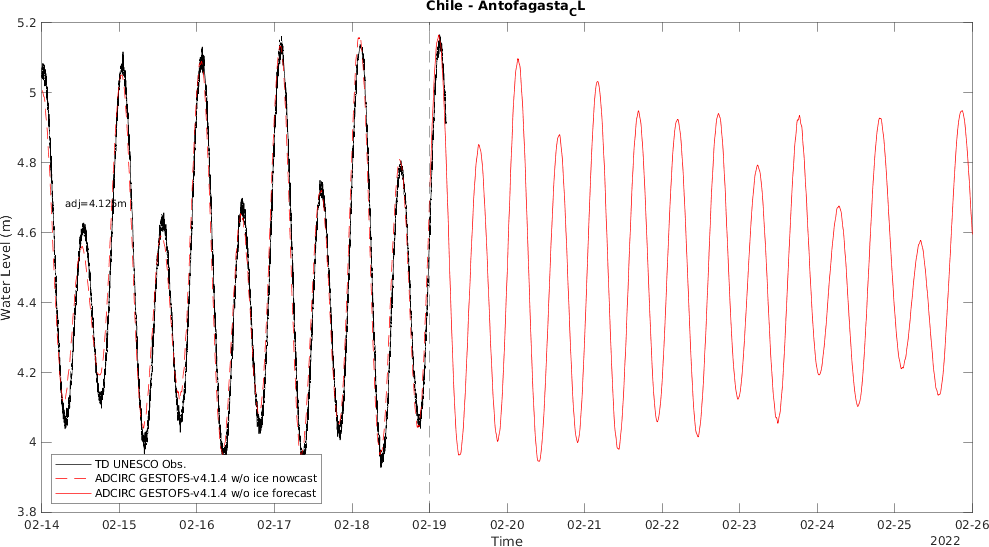 Chile - Antofagasta_CL
5.2
5
4.8
4.6
4.4
4.2
4
3.8
Water Level (m)
adj=4.125m
TD UNESCO Obs.
ADCIRC GESTOFS-v4.1.4 w/o ice nowcast
ADCIRC GESTOFS-v4.1.4 w/o ice forecast
02-14 02-15 02-16 02-17 02-18 02-19 02-20 02-21 02-22 02-23 02-24 02-25 02-26
Time
2022